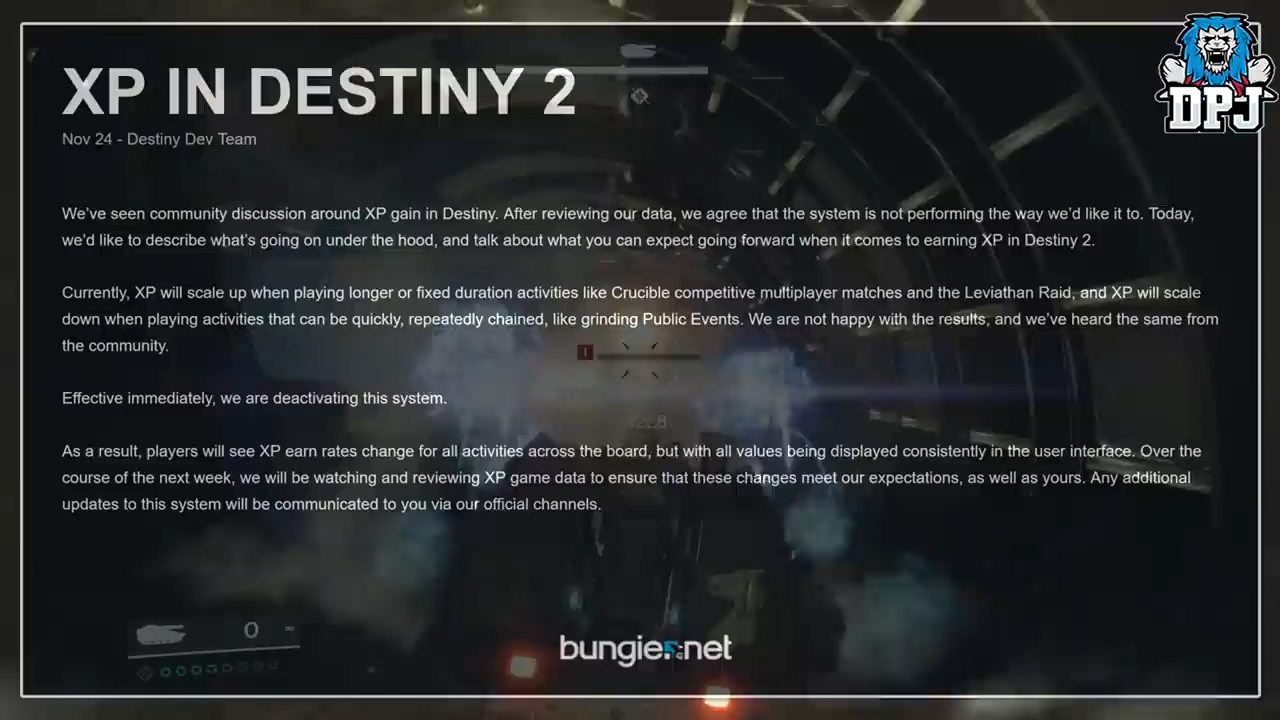 XP IN DESTINY 2
Nov 24 - Destiny Dev Team
We've seen community discussion around XP gain in Destiny. After reviewing our data, we agree that the system is not performing the way we'd like it to. Today,
we'd like to describe what's going on under the hood, and talk about what you can expect going forward when it comes to earning XP in Destiny 2.
Currently, XP will scale up when playing longer or fixed duration activities like Crucible competitive multiplayer matches and the Leviathan Raid, and XP will scale
down when playing activities that can be quickly, repeatedly chained, like grinding Public Events. We are not happy with the results, and we've heard the same from
the community.
Effective immediately, we are deactivating this system.
As a result, players will see XP earn rates change for all activities across the board, but with all values being displayed consistently in the user interface. Over the
course of the next week, we will be watching and reviewing XP game data to ensure that these changes meet our expectations, as well as yours. Any additional
updates to this system will be communicated to you via our official channels.
0 ∞
bungie.net
DPJ